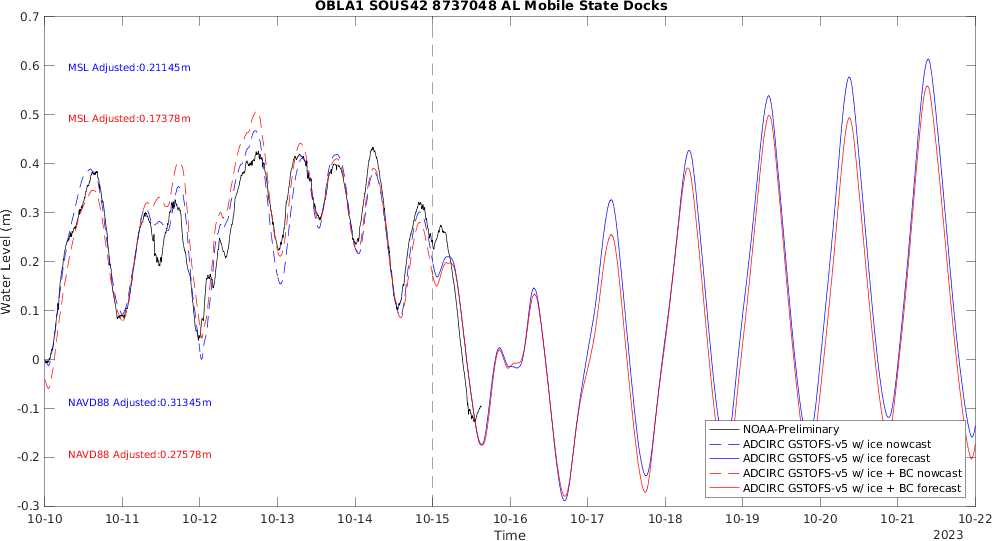 OBLA1 SOUS42 8737048 AL Mobile State Docks
0.7
0.6
0.5
0.4
0.3
0.2
0.1
0
-0.1
-0.2
-0.3
Water Level (m)
MSL Adjusted:0.21145m
MSL Adjusted:0.17378m
NAVD88 Adjusted:0.31345m
NAVD88 Adjusted:0.27578m
NOAA-Preliminary
ADCIRC GSTOFS-v5 w/ ice nowcast
ADCIRC GSTOFS-v5 w/ ice forecast
ADCIRC GSTOFS-v5 w/ ice + BC nowcast
ADCIRC GSTOFS-v5 w/ ice + BC forecast
10-10 10-11 10-12 10-13 10-14 10-15 10-16 10-17 10-18 10-19 10-20 10-21 10-22
Time
2023